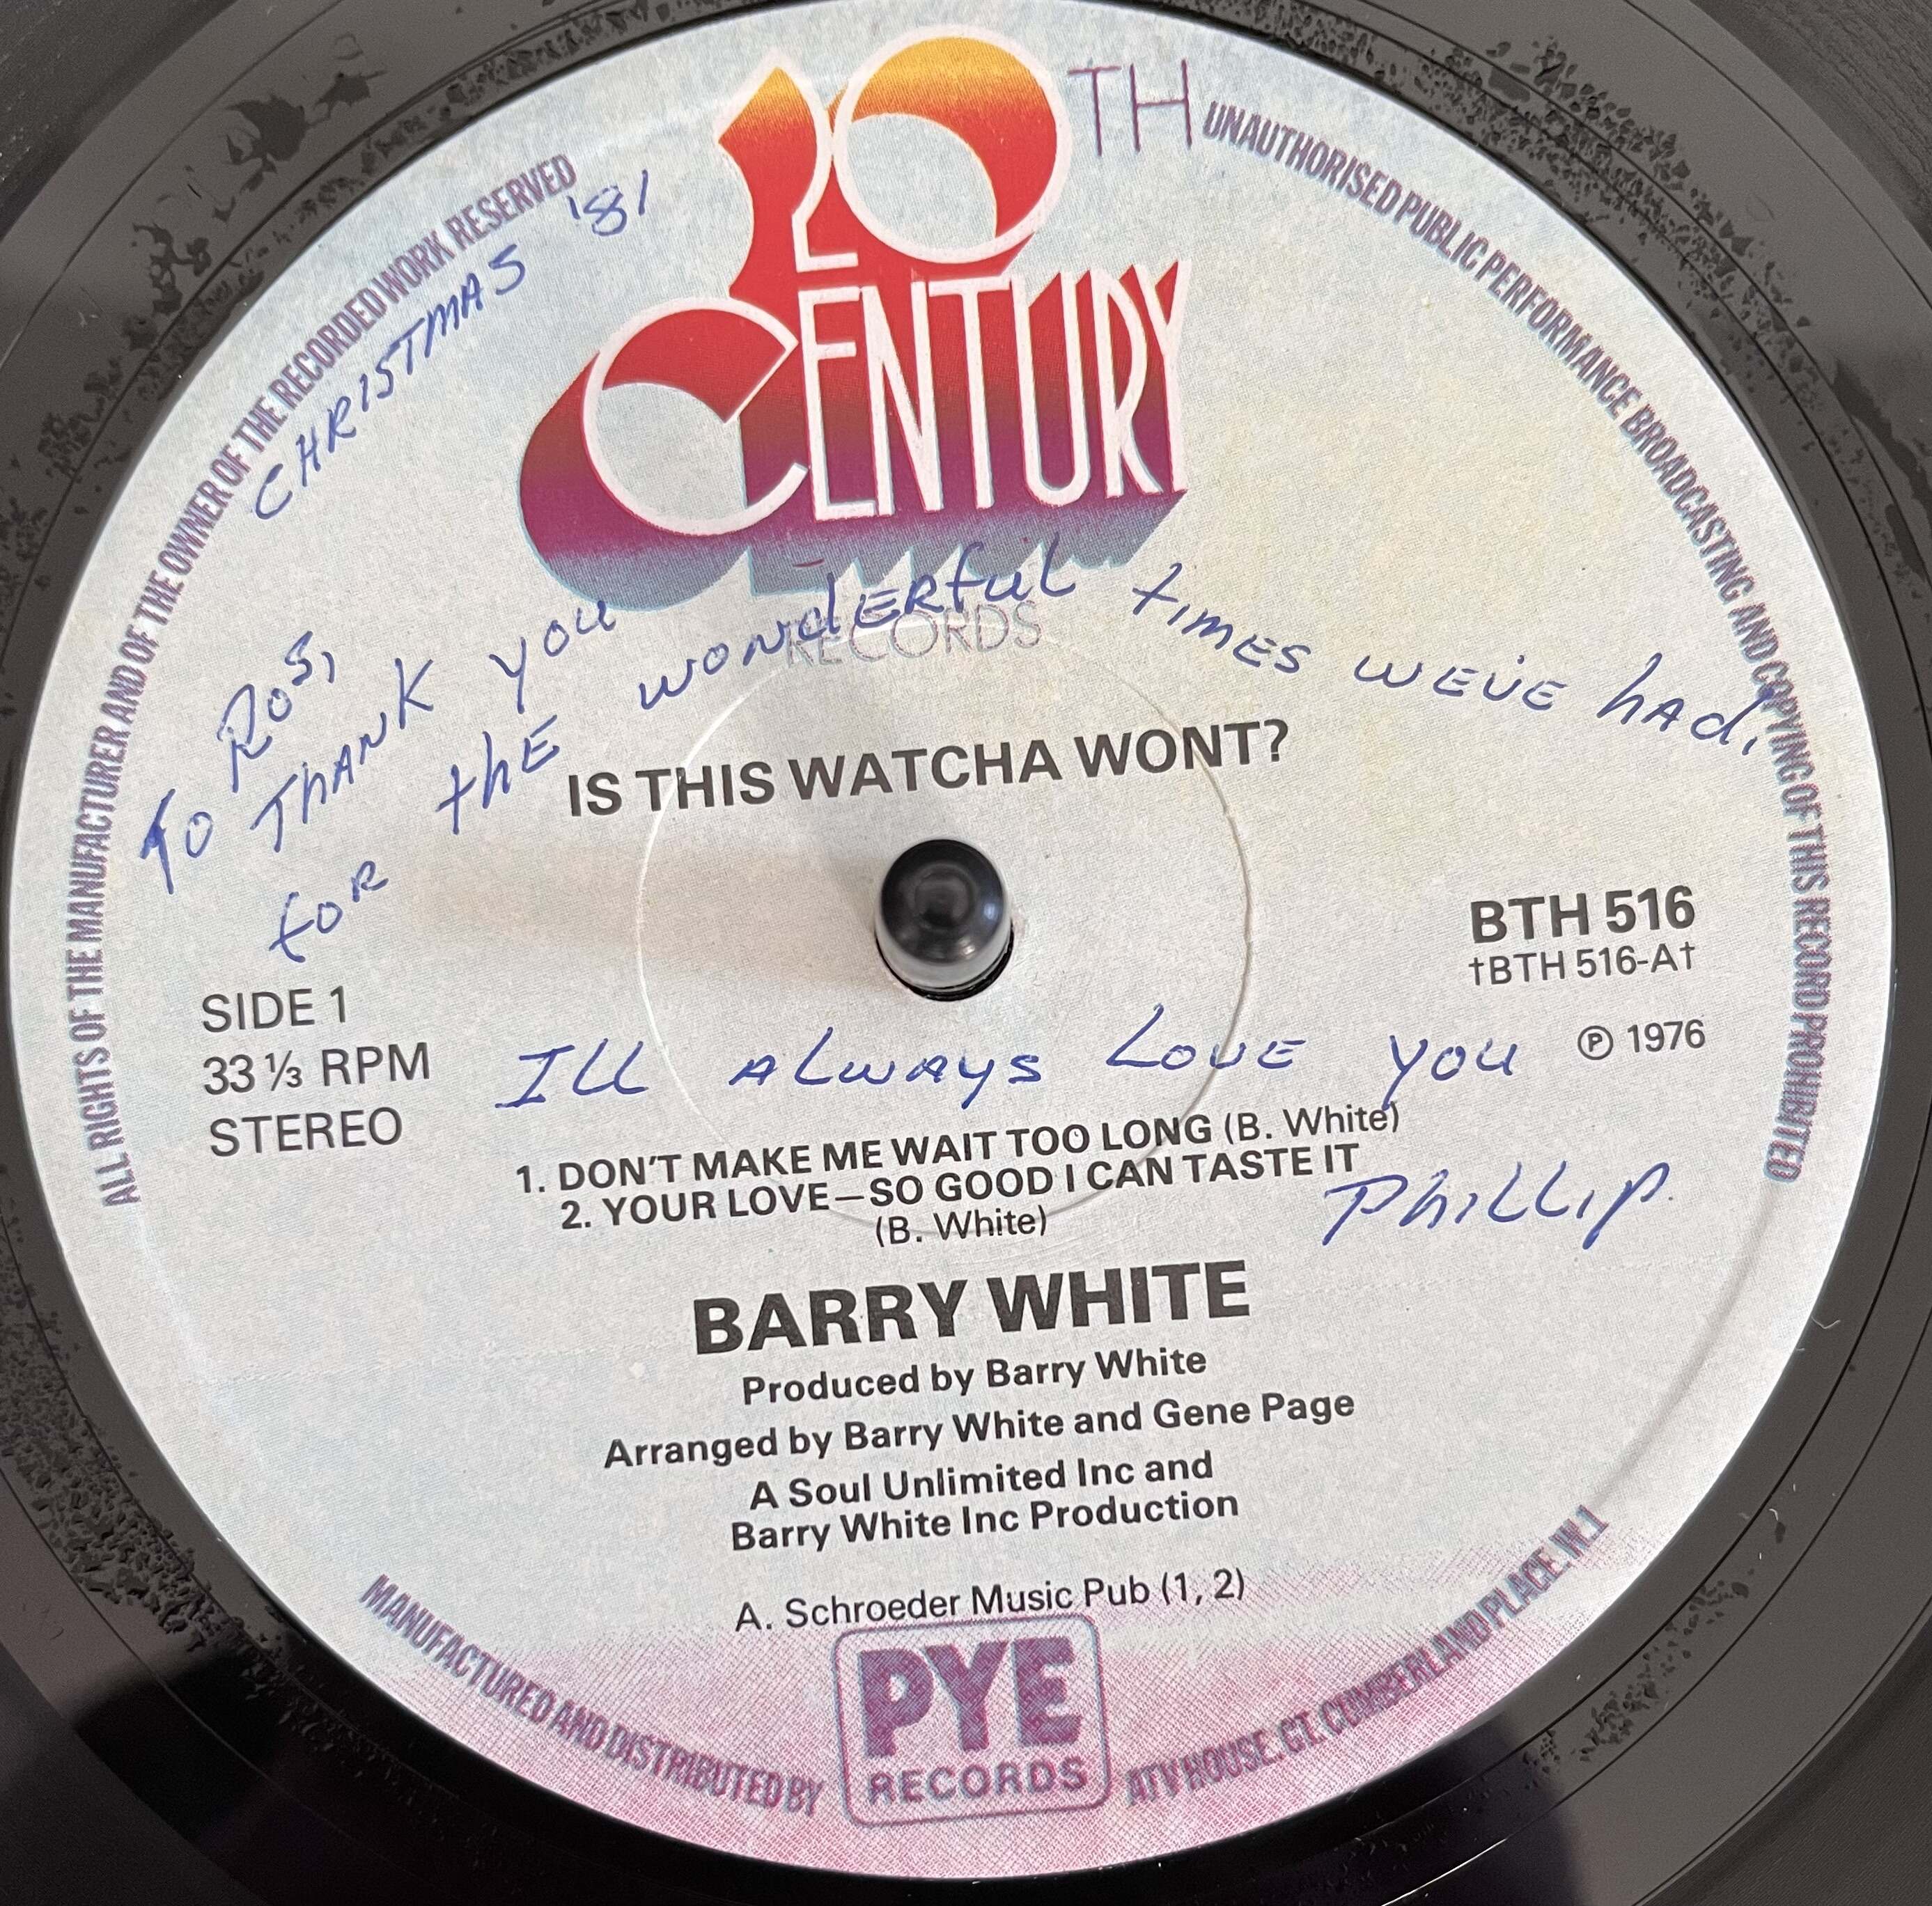 20TH
CENTURY
RECORDS
ALL RIGHTS OF THE MANUFACTURER AND OF THE OWNER OF THE RECORDED WORK RESERVED
UNAUTHORISED PUBLIC PERFORMANCE BROADCASTING AND COPYING OF THIS RECORD PROHIBITED
CHRISTMAS '81
To Ros,
THANK you
for the wonderful times we've had,
IS THIS WATCHA WONT?
BTH 516
†BTH 516-A†
SIDE 1
33 ⅓ RPM
STEREO
℗ 1976
Ill always love you
1. DON'T MAKE ME WAIT TOO LONG (B. White)
2. YOUR LOVE—SO GOOD I CAN TASTE IT
(B. White)
Phillip
BARRY WHITE
Produced by Barry White
Arranged by Barry White and Gene Page
A Soul Unlimited Inc and
Barry White Inc Production
A. Schroeder Music Pub (1, 2)
MANUFACTURED AND DISTRIBUTED BY
PYE
RECORDS
ATV HOUSE. GT. CUMBERLAND PLACE. W.1